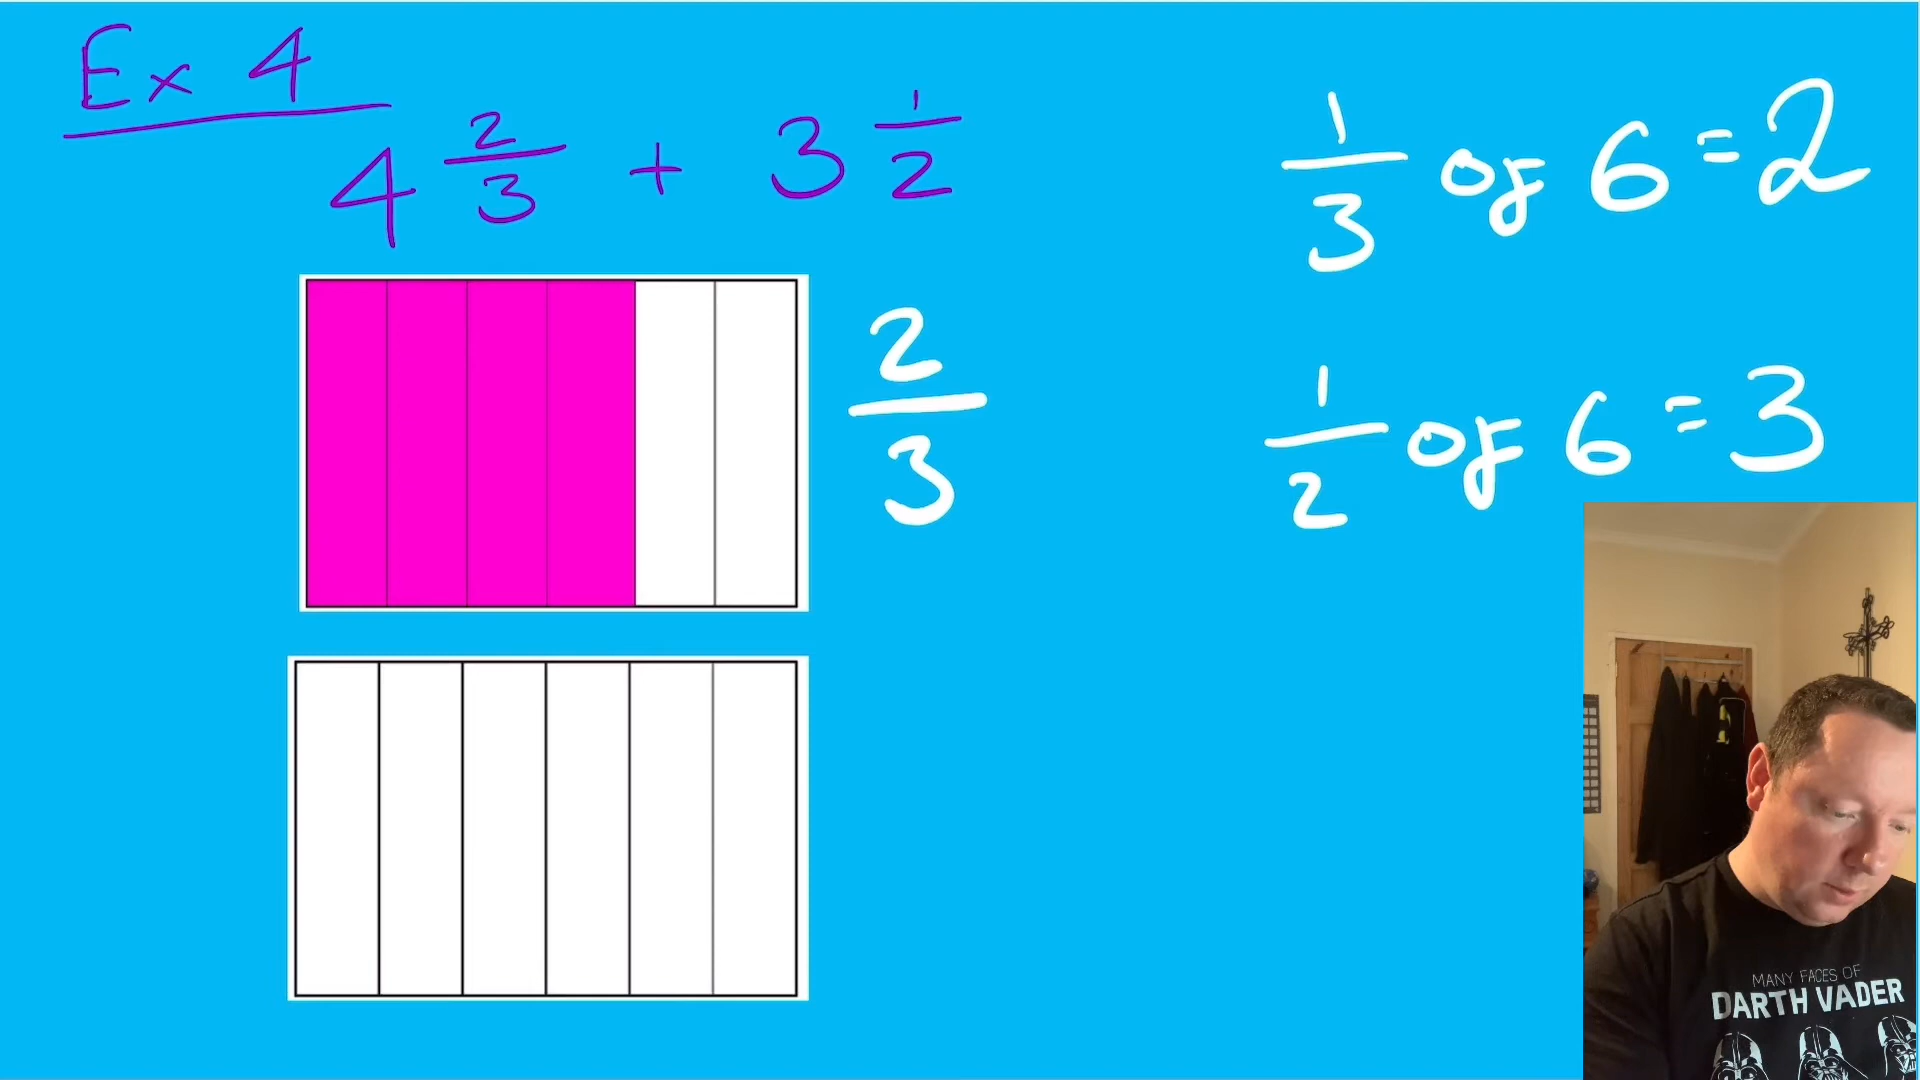 Ex 4
4 2/3 + 3 1/2
1/3 of 6 = 2
2/3
1/2 of 6 = 3
MANY FACES OF
DARTH VADER